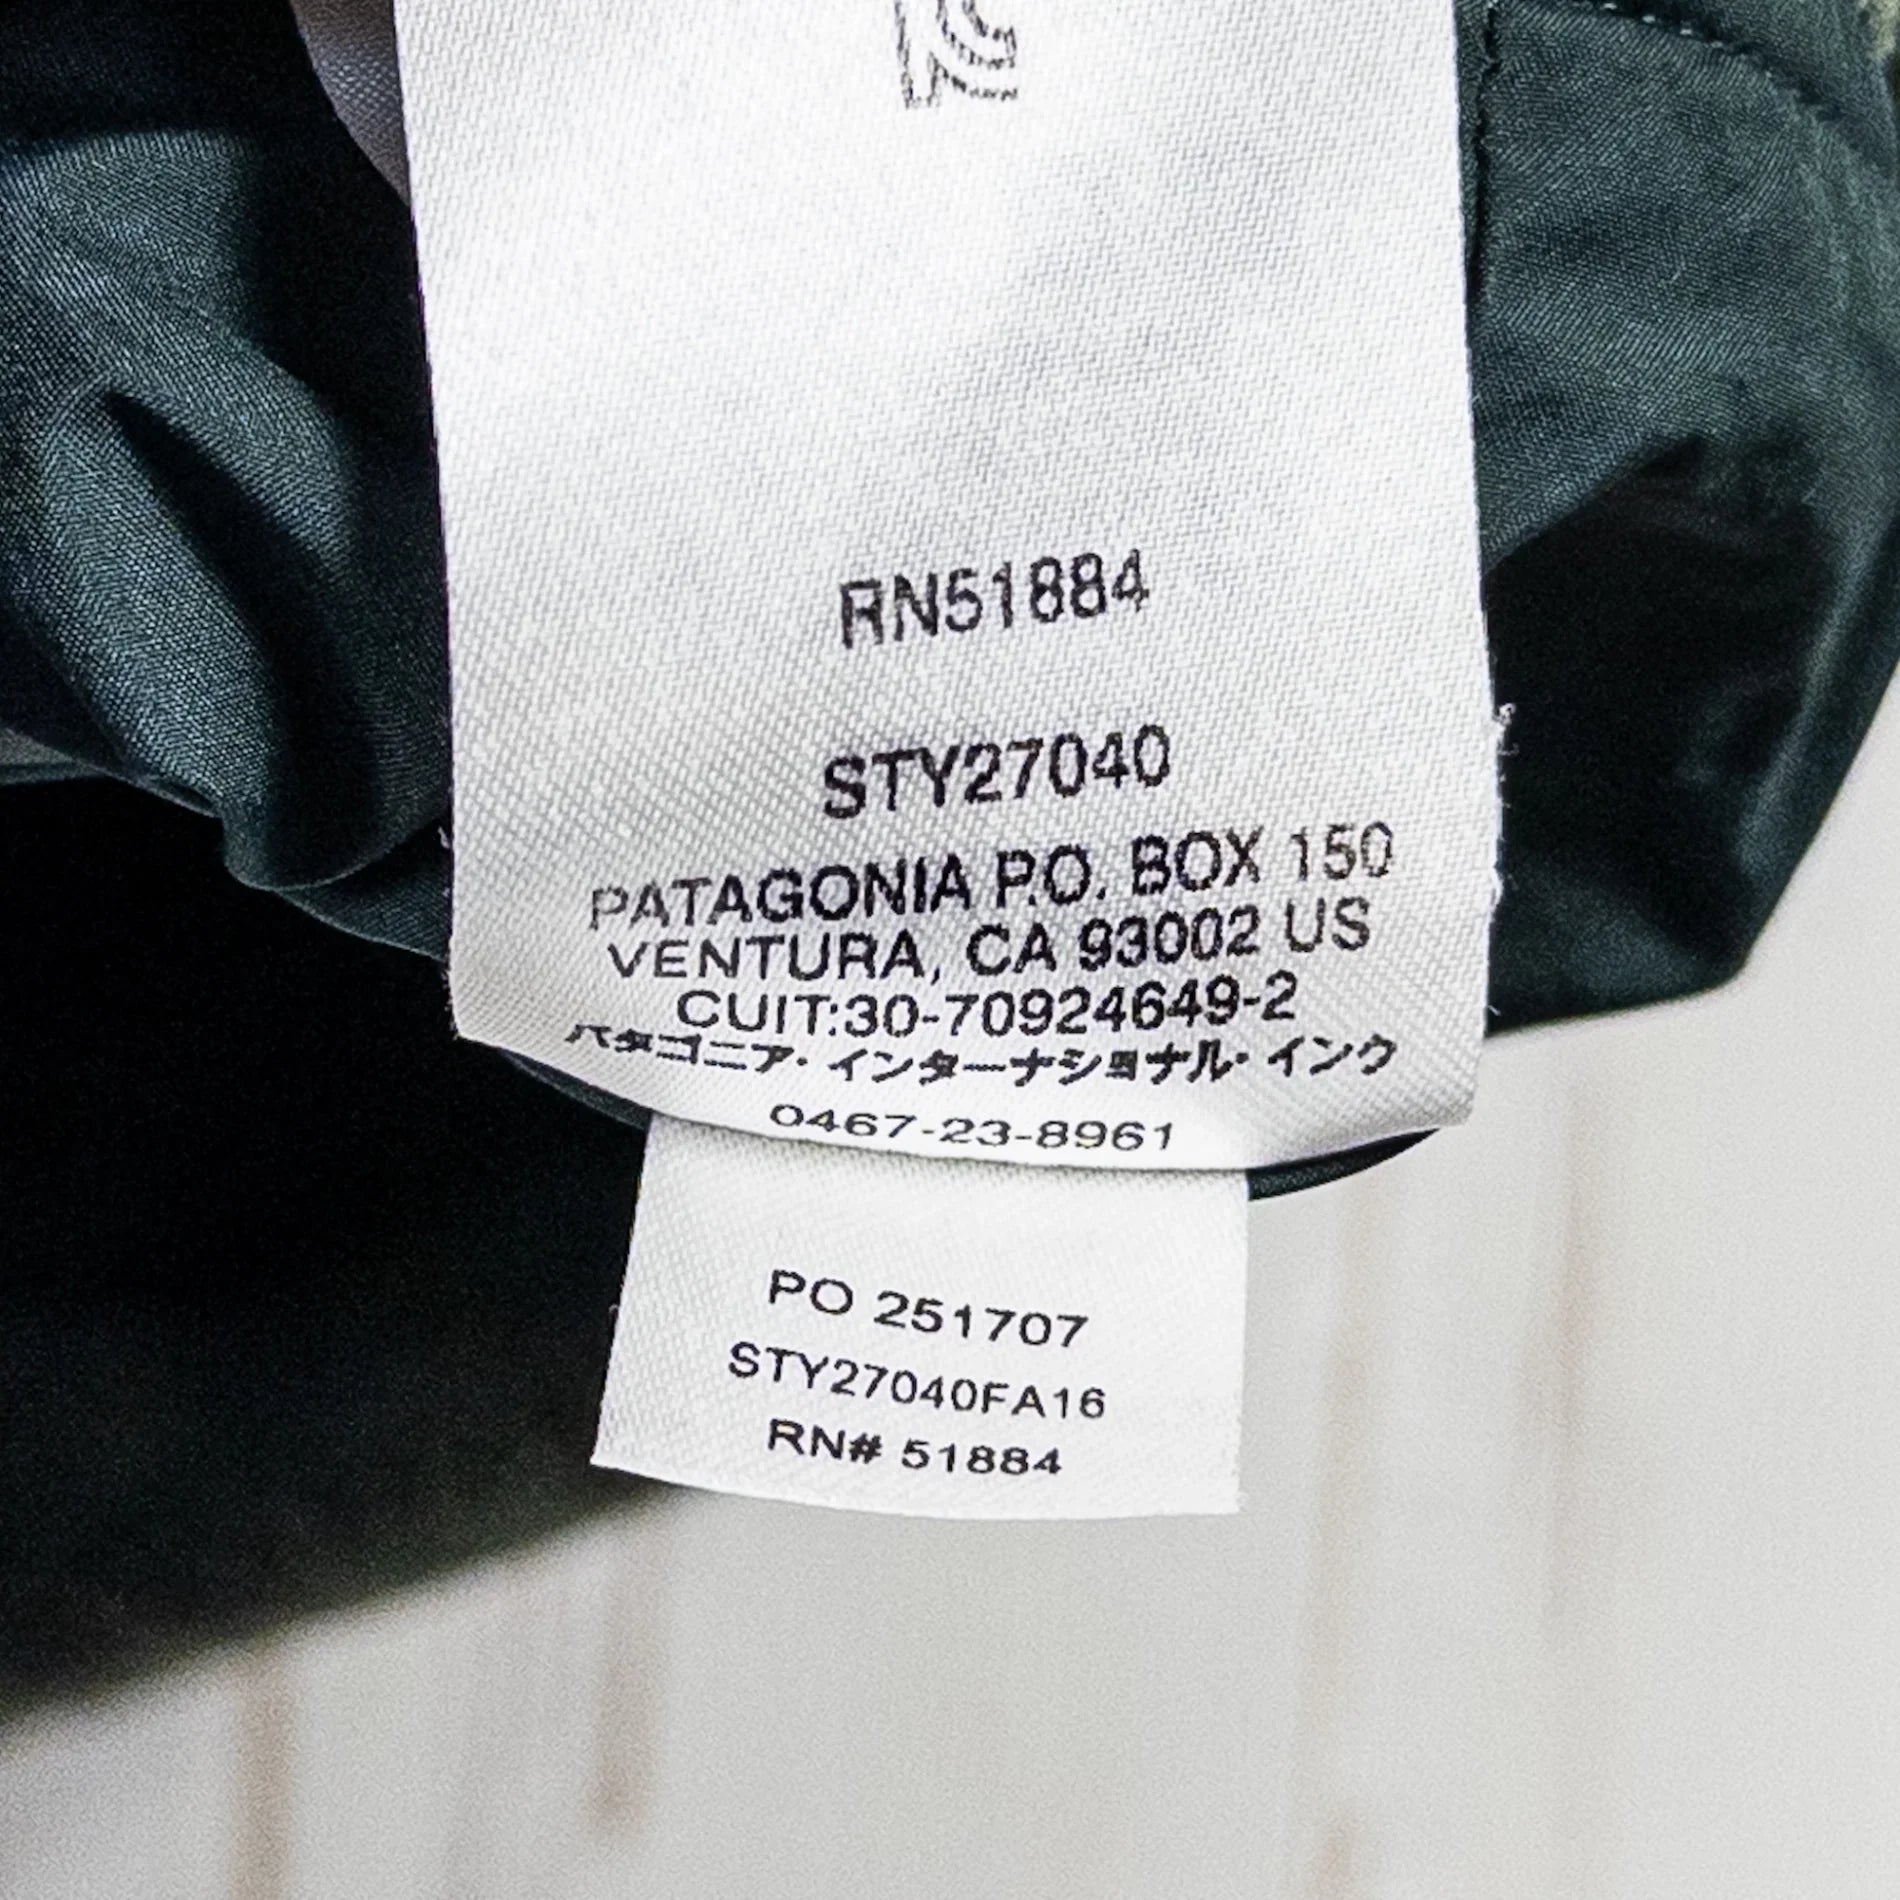 RN51884
STY27040
PATAGONIA P.O. BOX 150
VENTURA, CA 93002 US
CUIT:30-70924649-2
パタゴニア・インターナショナル・インク
0467-23-8961
PO 251707
STY27040FA16
RN# 51884